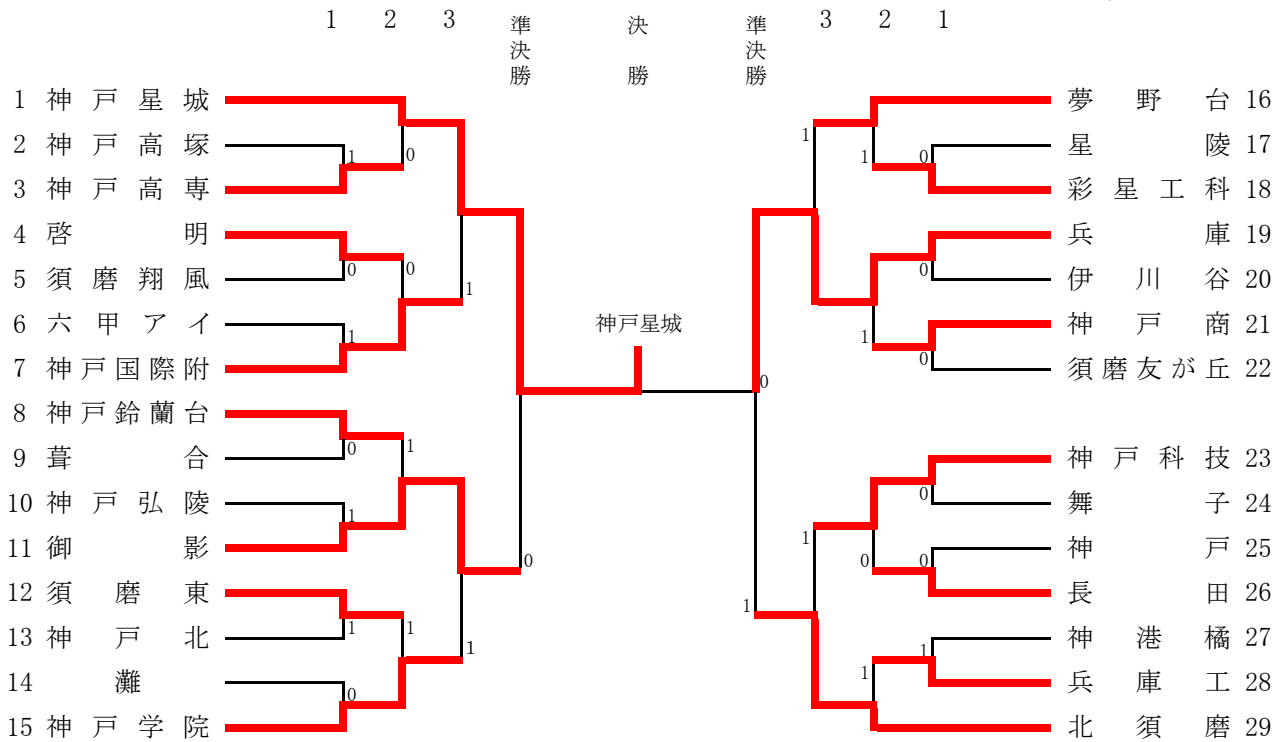 1 2 3 準決勝 決勝 準決勝 3 2 1
1 神戸星城
2 神戸高塚
3 神戸高専
4 啓明
5 須磨翔風
6 六甲アイ
7 神戸国際附
8 神戸鈴蘭台
9 葺合
10 神戸弘陵
11 御影
12 須磨東
13 神戸北
14 灘
15 神戸学院
1
0
0
0
1
1
0
1
1
1
1
0
1
0
神戸星城
0
1
1
0
0
1
0
1
0
0
0
1
1
1
夢野台 16
星陵 17
彩星工科 18
兵庫 19
伊川谷 20
神戸商 21
須磨友が丘 22
神戸科技 23
舞子 24
神戸 25
長田 26
神港橘 27
兵庫工 28
北須磨 29